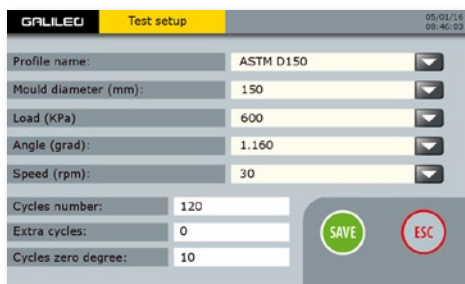 GALILEO Test setup 05/01/16
08:46:03
Profile name: ASTM D150
Mould diameter (mm): 150
Load (KPa) 600
Angle (grad): 1.160
Speed (rpm): 30
Cycles number: 120
Extra cycles: 0
Cycles zero degree: 10
SAVE ESC